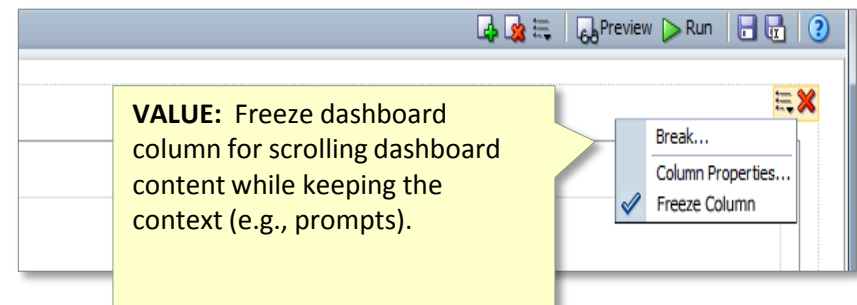 Preview Run
VALUE: Freeze dashboard
column for scrolling dashboard
content while keeping the
context (e.g., prompts).
Break...
Column Properties...
Freeze Column